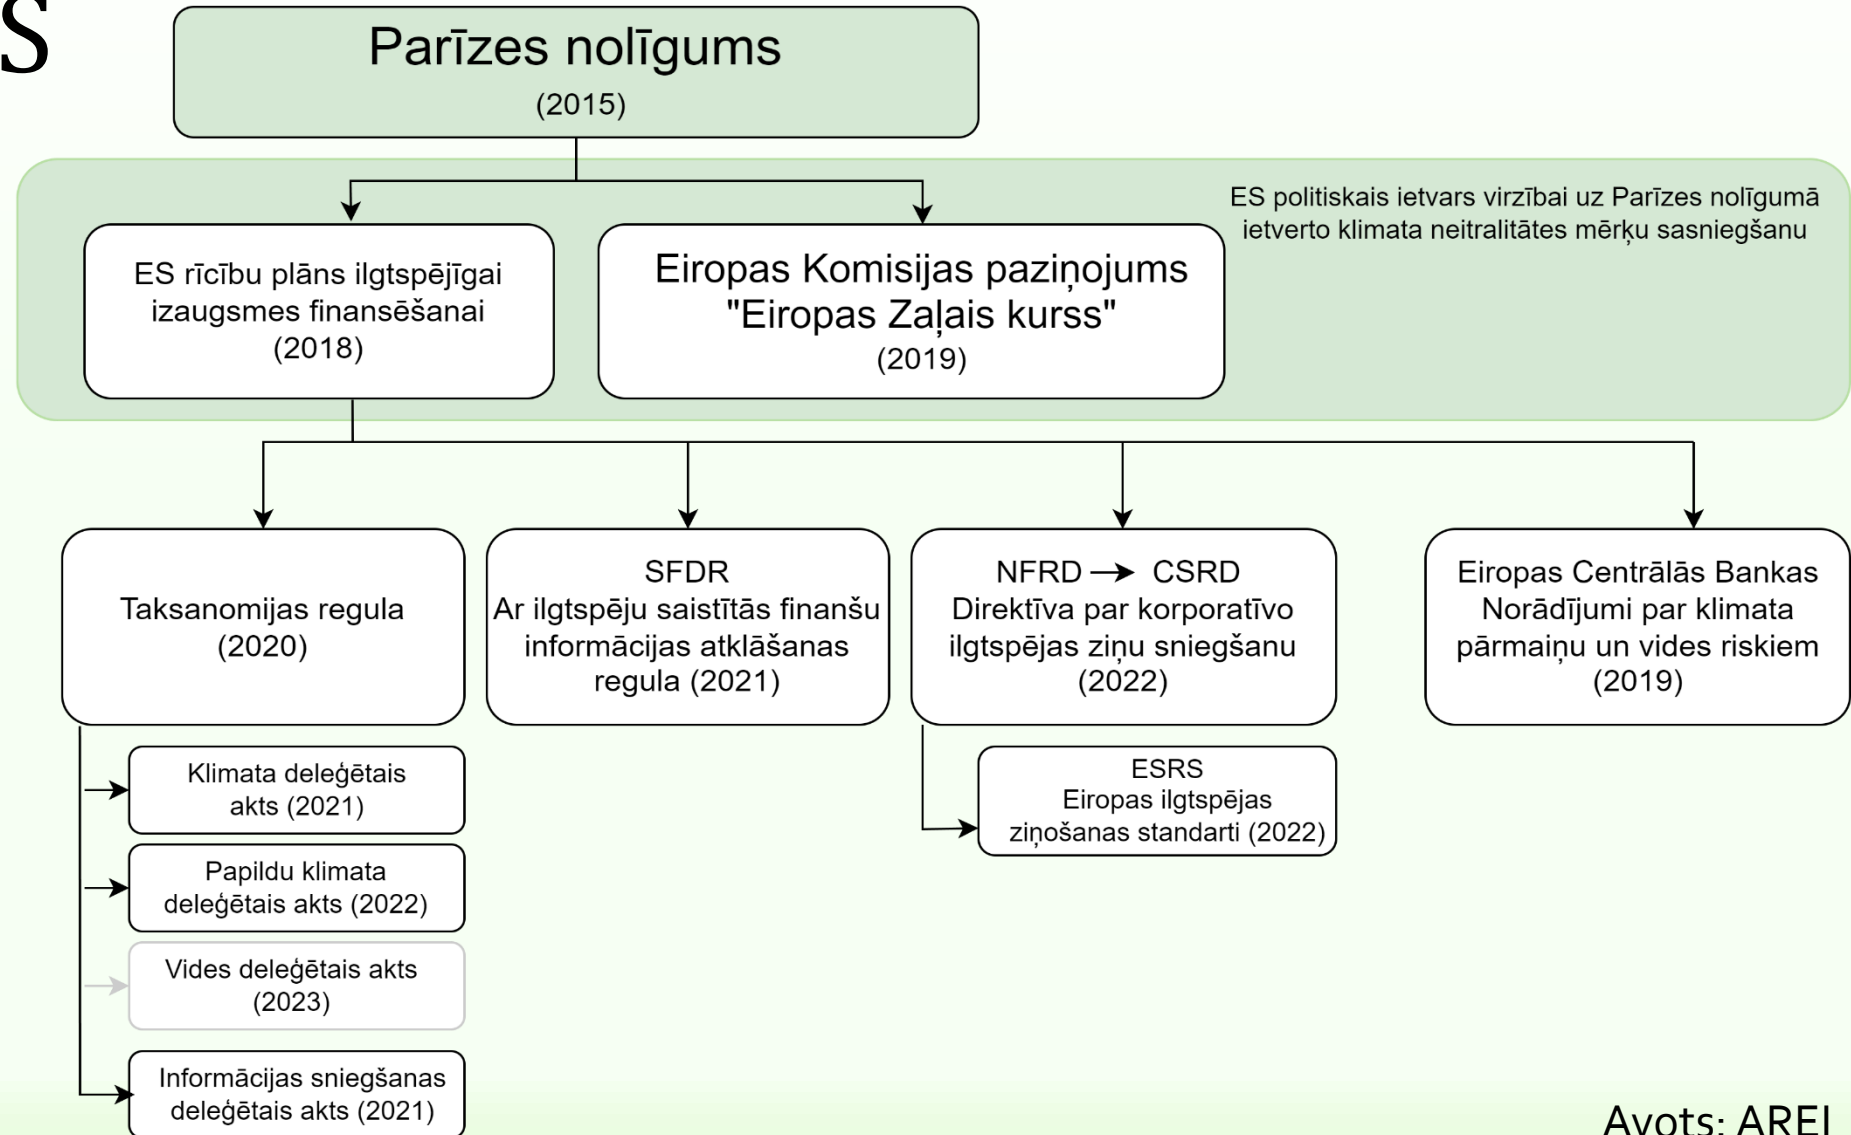 s
Parīzes nolīgums
(2015)
ES politiskais ietvars virzībai uz Parīzes nolīgumā
ietverto klimata neitralitātes mērķu sasniegšanu
ES rīcību plāns ilgtspējīgai
izaugsmes finansēšanai
(2018)
Eiropas Komisijas paziņojums
"Eiropas Zaļais kurss"
(2019)
Taksanomijas regula
(2020)
SFDR
Ar ilgtspēju saistītās finanšu
informācijas atklāšanas
regula (2021)
NFRD → CSRD
Direktīva par korporatīvo
ilgtspējas ziņu sniegšanu
(2022)
Eiropas Centrālās Bankas
Norādījumi par klimata
pārmaiņu un vides riskiem
(2019)
Klimata deleģētais
akts (2021)
Papildu klimata
deleģētais akts (2022)
Vides deleģētais akts
(2023)
Informācijas sniegšanas
deleģētais akts (2021)
ESRS
Eiropas ilgtspējas
ziņošanas standarti (2022)
Avots: AREI